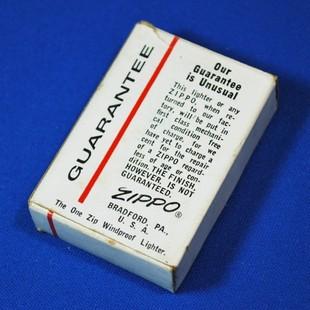 GUARANTEE
Our
Guarantee
is Unusual
This lighter or any
ZIPPO, when re-
turned to our fac-
tory, will be put in
first class mechani-
cal condition free
of charge, for we
have yet to charge a
cent for the repair
of a ZIPPO regard-
less of age or con-
dition. THE FINISH,
HOWEVER, IS NOT
GUARANTEED.
ZIPPO®
BRADFORD, PA.,
U. S. A.
The One Zip Windproof Lighter.